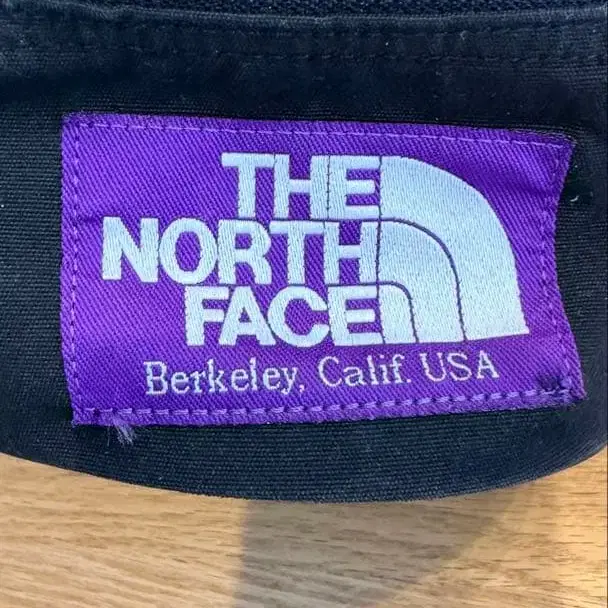 THE
NORTH
FACE
Berkeley, Calif. USA